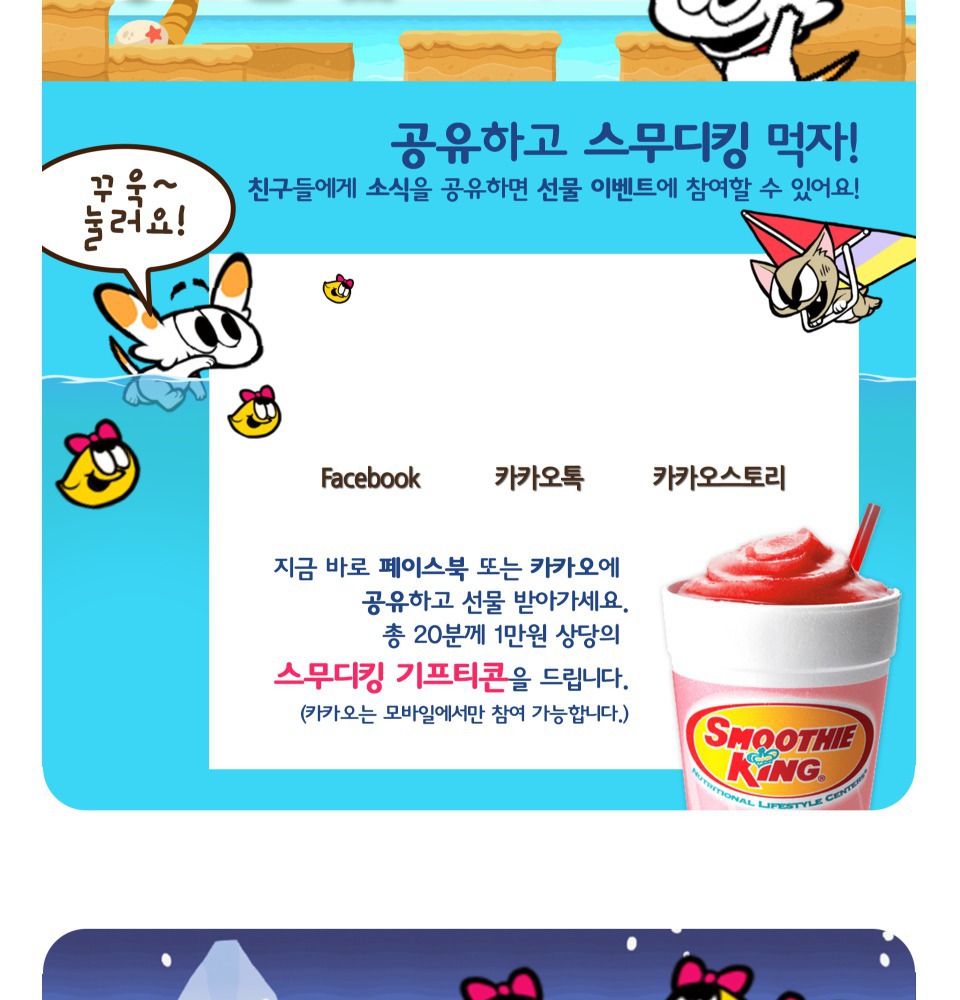 공유하고 스무디킹 먹자!
친구들에게 소식을 공유하면 선물 이벤트에 참여할 수 있어요!
꾸욱~
눌러요!
Facebook 카카오톡 카카오스토리
지금 바로 페이스북 또는 카카오에
공유하고 선물 받아가세요.
총 20분께 1만원 상당의
스무디킹 기프티콘을 드립니다.
(카카오는 모바일에서만 참여 가능합니다.)
SMOOTHIE
KING®
NUTRITIONAL LIFESTYLE CENTERS®